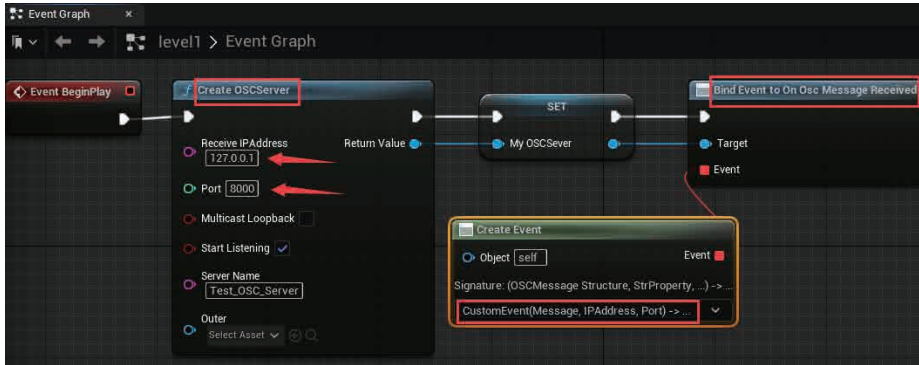 Event Graph
level1 > Event Graph
Event BeginPlay
Create OSCServer
Receive IPAddress
127.0.0.1
Return Value
Port 8000
Multicast Loopback
Start Listening
Server Name
Test_OSC_Server
Outer
Select Asset
SET
My OSCSever
Bind Event to On Osc Message Received
Target
Event
Create Event
Object self
Event
Signature: (OSCMessage Structure, StrProperty, ...) -> ...
CustomEvent(Message, IPAddress, Port) -> ...